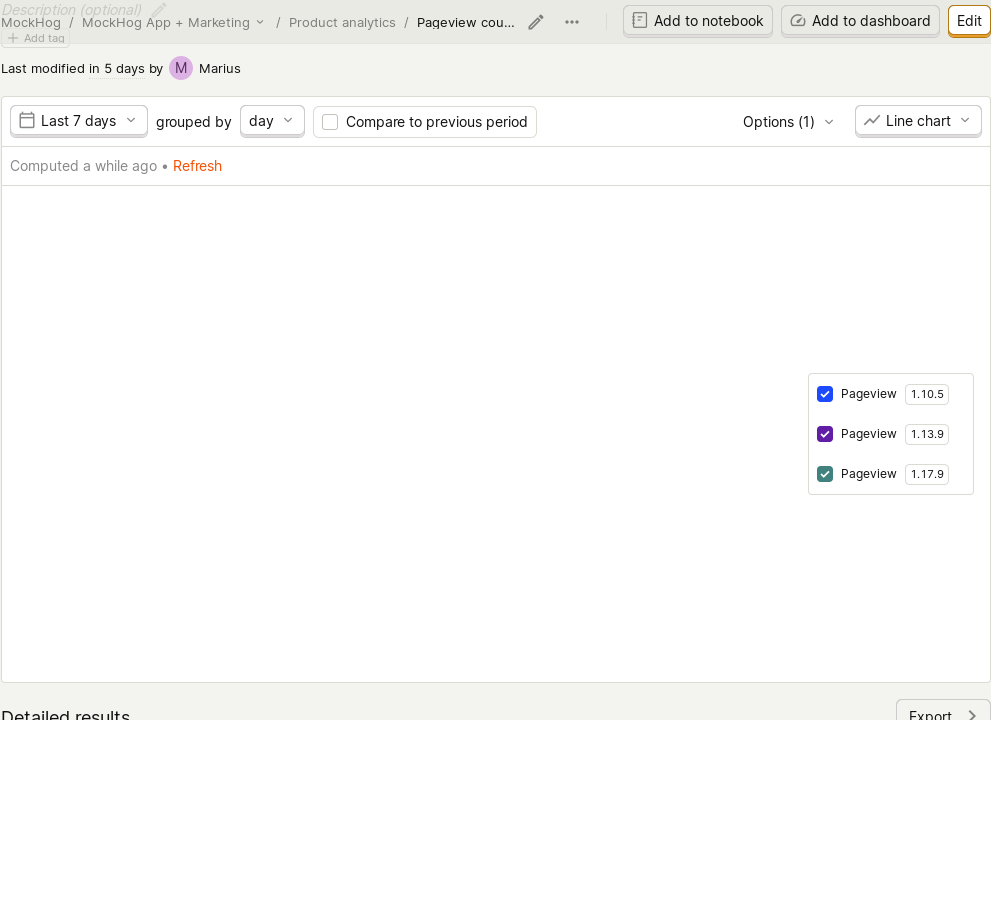 Description (optional)
MockHog / MockHog App + Marketing / Product analytics / Pageview cou... Add to notebook Add to dashboard Edit
Add tag
Last modified in 5 days by M Marius
Last 7 days grouped by day Compare to previous period Options (1) Line chart
Computed a while ago • Refresh
Pageview 1.10.5
Pageview 1.13.9
Pageview 1.17.9
Detailed results Export